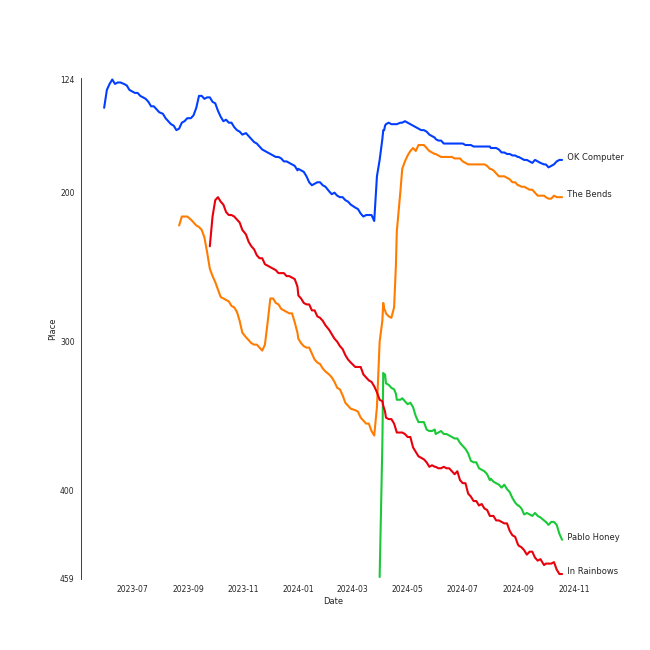 124
200
300
400
459
Place
2023-07
2023-09
2023-11
2024-01
2024-03
2024-05
2024-07
2024-09
2024-11
Date
OK Computer
The Bends
Pablo Honey
In Rainbows